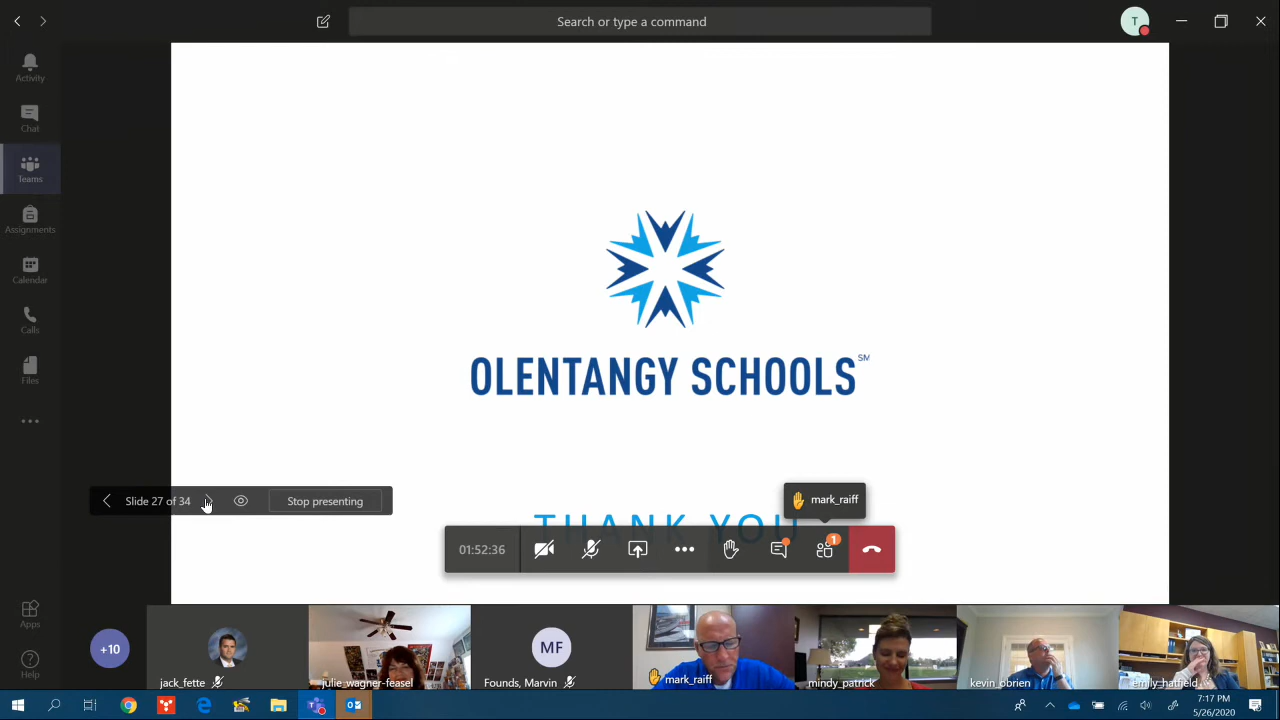 Search or type a command
T
Activity
Chat
Teams
Assignments
Calendar
Calls
Files
Apps
Help
OLENTANGY SCHOOLS SM
THANK YOU
Slide 27 of 34
Stop presenting
mark_raiff
01:52:36
1
+10
jack_fette
julie_wagner-feasel
MF
Founds, Marvin
mark_raiff
mindy_patrick
kevin_obrien
emily_hatfield
7:17 PM
5/26/2020